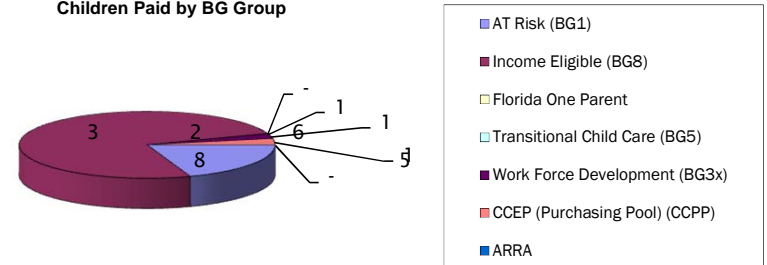 Children Paid by BG Group
AT Risk (BG1)
Income Eligible (BG8)
Florida One Parent
Transitional Child Care (BG5)
Work Force Development (BG3x)
CCEP (Purchasing Pool) (CCPP)
ARRA
-
1
1
3
2
6
5
8
-